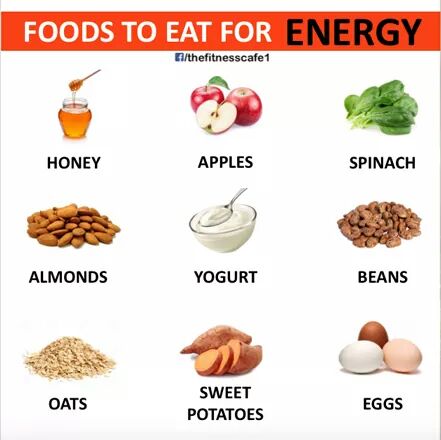 FOODS TO EAT FOR ENERGY
f/thefitnesscafe1
HONEY
APPLES
SPINACH
ALMONDS
YOGURT
BEANS
OATS
SWEET
POTATOES
EGGS